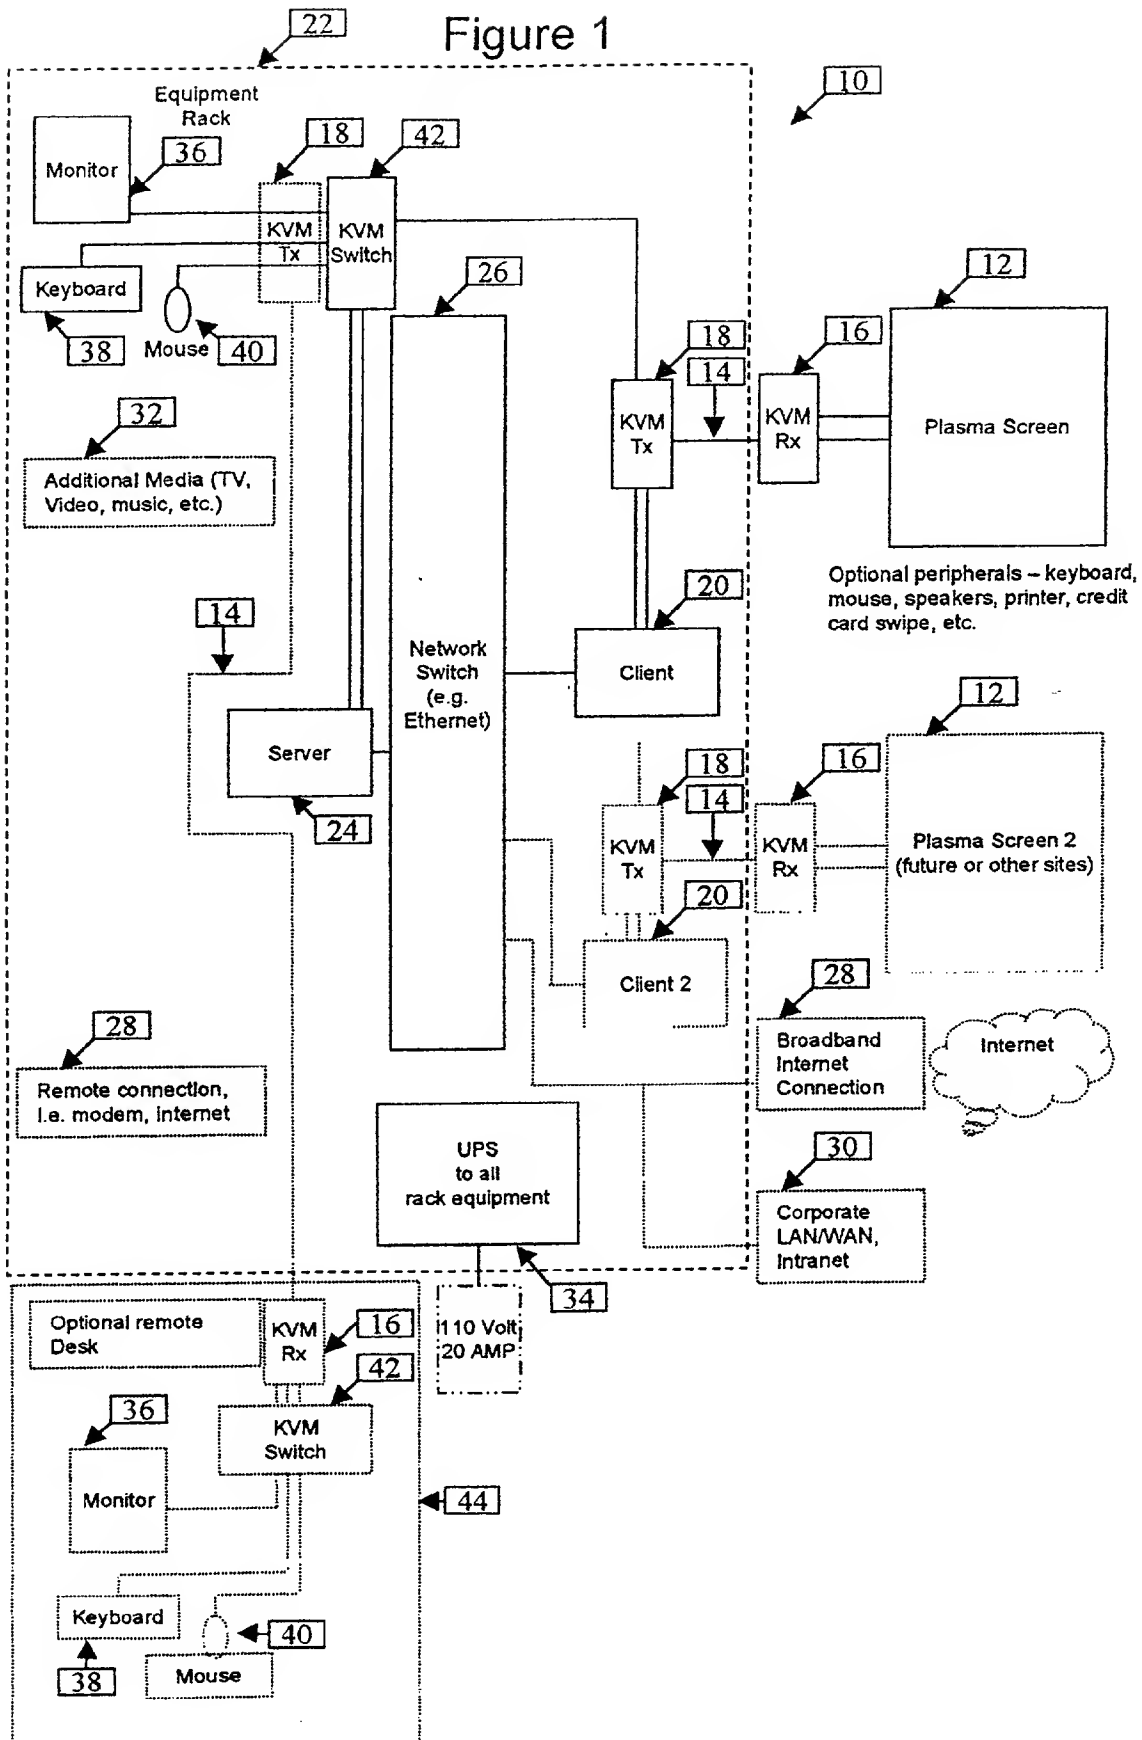 Figure 1
22
10
Equipment
Rack
Monitor
36
18
42
KVM
Tx
KVM
Switch
Keyboard
38
Mouse
40
26
12
18
14
16
KVM
Tx
KVM
Rx
Plasma Screen
32
Additional Media (TV,
Video, music, etc.)
Optional peripherals – keyboard,
mouse, speakers, printer, credit
card swipe, etc.
14
20
Network
Switch
(e.g.
Ethernet)
Client
12
Server
24
18
14
16
KVM
Tx
KVM
Rx
Plasma Screen 2
(future or other sites)
20
Client 2
28
Broadband
Internet
Connection
Internet
28
Remote connection,
I.e. modem, Internet
UPS
to all
rack equipment
30
Corporate
LAN/WAN,
Intranet
34
110 Volt
20 AMP
Optional remote
Desk
KVM
Rx
16
42
KVM
Switch
36
Monitor
44
Keyboard
38
40
Mouse